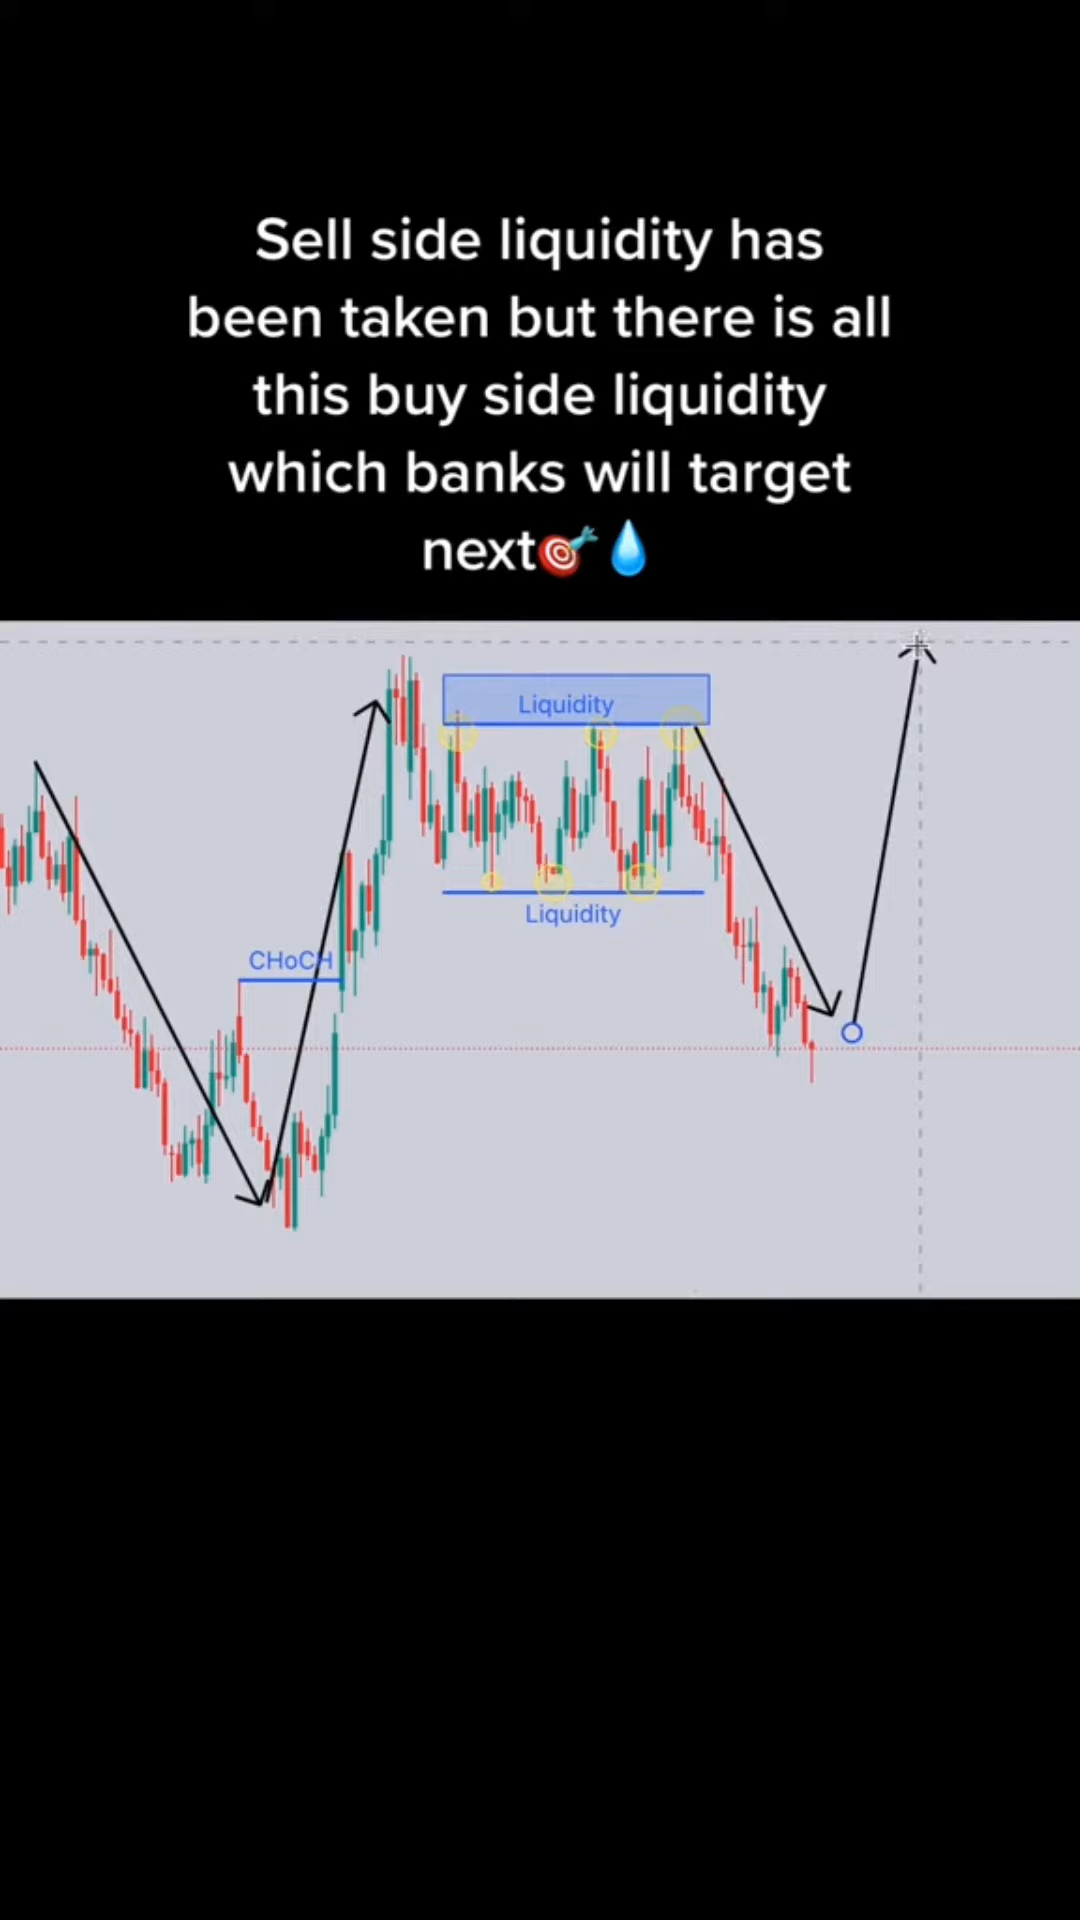 Sell side liquidity has
been taken but there is all
this buy side liquidity
which banks will target
next🎯💧
Liquidity
Liquidity
CHoCH